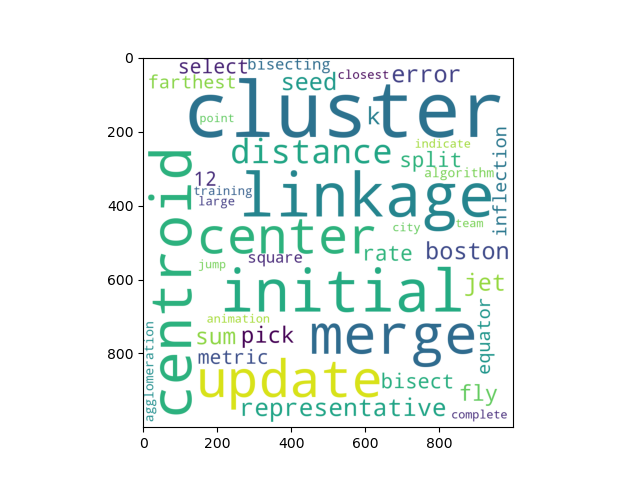 0
200
400
600
800
0
200
400
600
800
select
bisecting
closest
error
farthest
seed
cluster
point
k
distance
indicate
split
algorithm
inflection
centroid
12
training
large
linkage
center
city
team
square
rate
boston
jump
initial
jet
animation
sum
pick
merge
equator
metric
agglomeration
update
bisect
fly
representative
complete